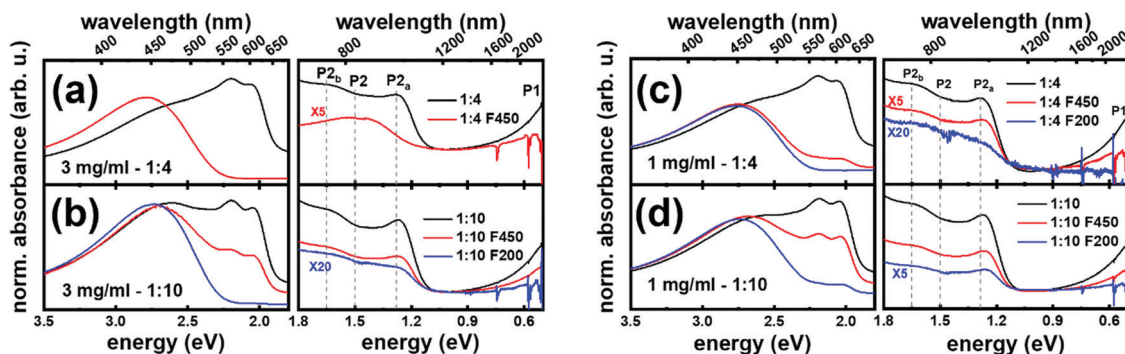 wavelength (nm) wavelength (nm) wavelength (nm) wavelength (nm)
400 450 500 550 600 650 800 1200 1600 2000 400 450 500 550 600 650 800 1200 1600 2000
norm. absorbance (arb. u.)
(a)
3 mg/ml - 1:4
P2b P2 P2a P1
X5
1:4
1:4 F450
(b)
3 mg/ml - 1:10
X20
1:10
1:10 F450
1:10 F200
3.5 3.0 2.5 2.0 1.8 1.5 1.2 0.9 0.6
energy (eV) energy (eV)
norm. absorbance (arb. u.)
(c)
1 mg/ml - 1:4
P2b P2 P2a P1
X5
X20
1:4
1:4 F450
1:4 F200
(d)
1 mg/ml - 1:10
X5
1:10
1:10 F450
1:10 F200
3.5 3.0 2.5 2.0 1.8 1.5 1.2 0.9 0.6
energy (eV) energy (eV)